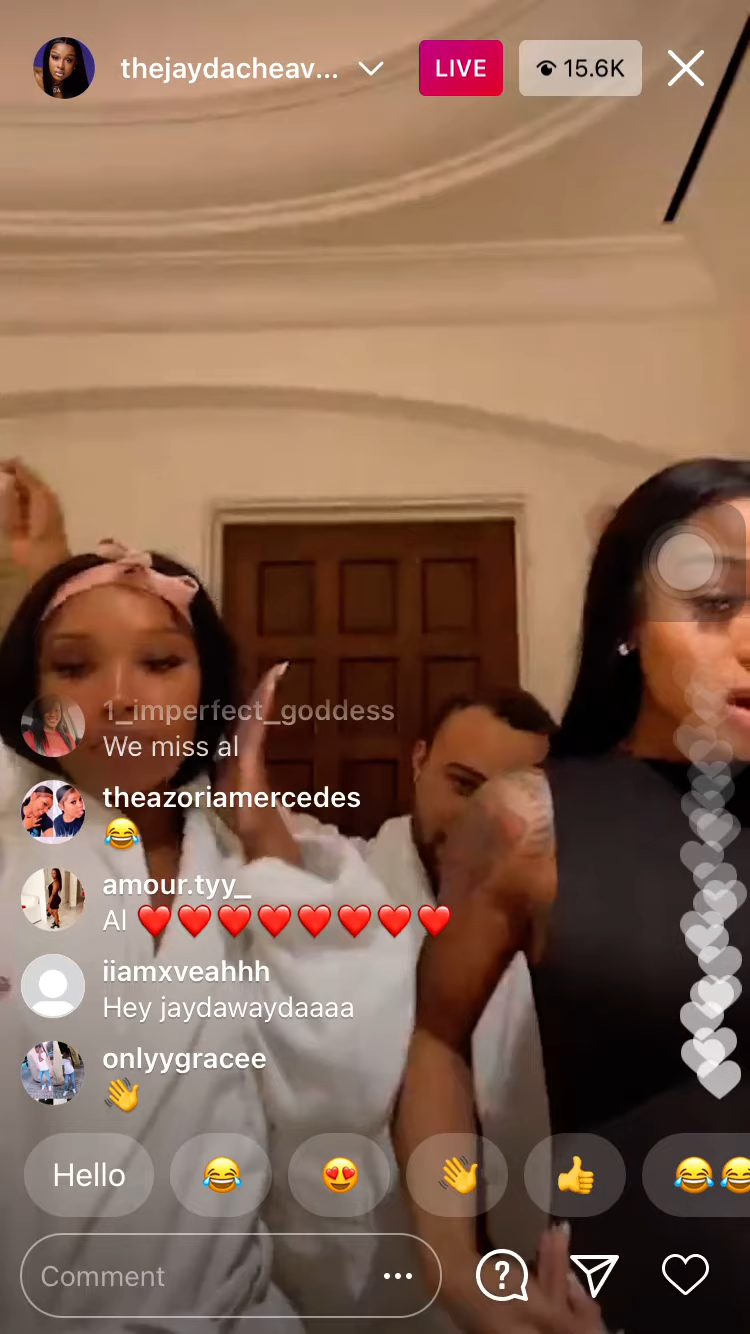 thejaydacheav...
LIVE
15.6K
1_imperfect_goddess
We miss al
theazoriamercedes
😂
amour.tyy_
Al ❤️❤️❤️❤️❤️❤️❤️❤️
iiamxveahhh
Hey jaydawaydaaaa
onlyygracee
👋
Hello 😂 😍 👋 👍 😂😂
Comment